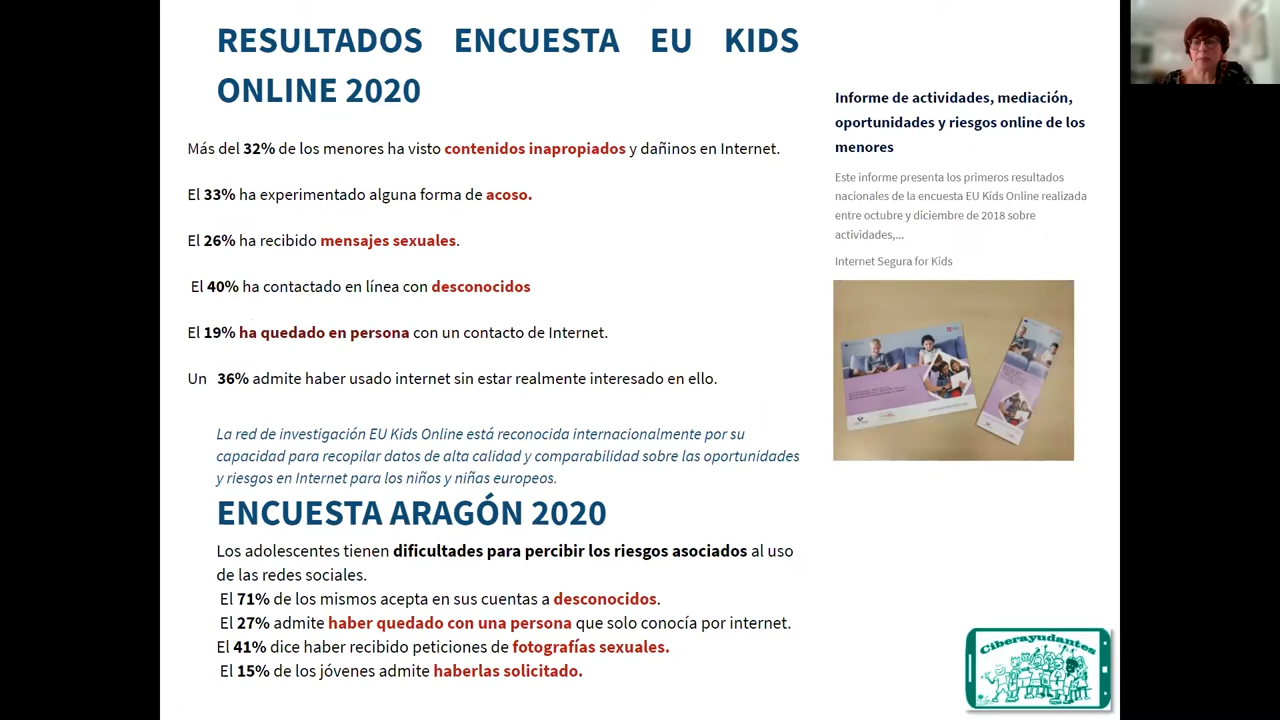 RESULTADOS ENCUESTA EU KIDS
ONLINE 2020
Más del 32% de los menores ha visto contenidos inapropiados y dañinos en Internet.
El 33% ha experimentado alguna forma de acoso.
El 26% ha recibido mensajes sexuales.
El 40% ha contactado en línea con desconocidos
El 19% ha quedado en persona con un contacto de Internet.
Un 36% admite haber usado internet sin estar realmente interesado en ello.
La red de investigación EU Kids Online está reconocida internacionalmente por su
capacidad para recopilar datos de alta calidad y comparabilidad sobre las oportunidades
y riesgos en Internet para los niños y niñas europeos.
ENCUESTA ARAGÓN 2020
Los adolescentes tienen dificultades para percibir los riesgos asociados al uso
de las redes sociales.
El 71% de los mismos acepta en sus cuentas a desconocidos.
El 27% admite haber quedado con una persona que solo conocía por internet.
El 41% dice haber recibido peticiones de fotografías sexuales.
El 15% de los jóvenes admite haberlas solicitado.
Informe de actividades, mediación,
oportunidades y riesgos online de los
menores
Este informe presenta los primeros resultados
nacionales de la encuesta EU Kids Online realizada
entre octubre y diciembre de 2018 sobre
actividades,...
Internet Segura for Kids
Ciberayudantes